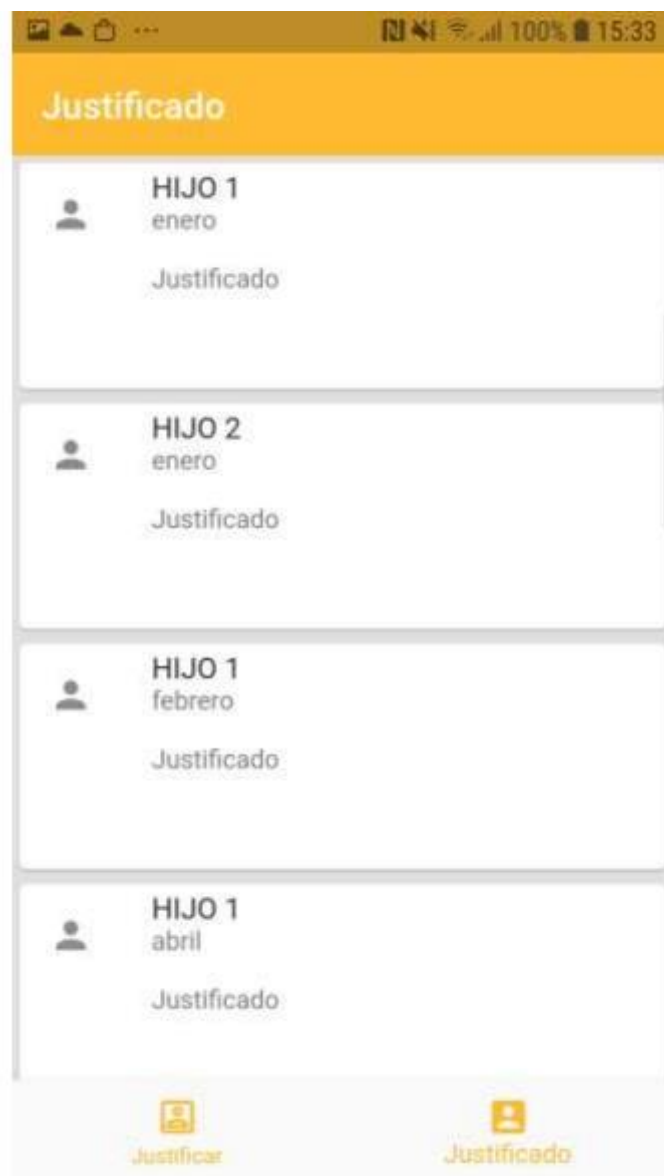 100% 15:33
Justificado
HIJO 1
enero
Justificado
HIJO 2
enero
Justificado
HIJO 1
febrero
Justificado
HIJO 1
abril
Justificado
Justificar
Justificado